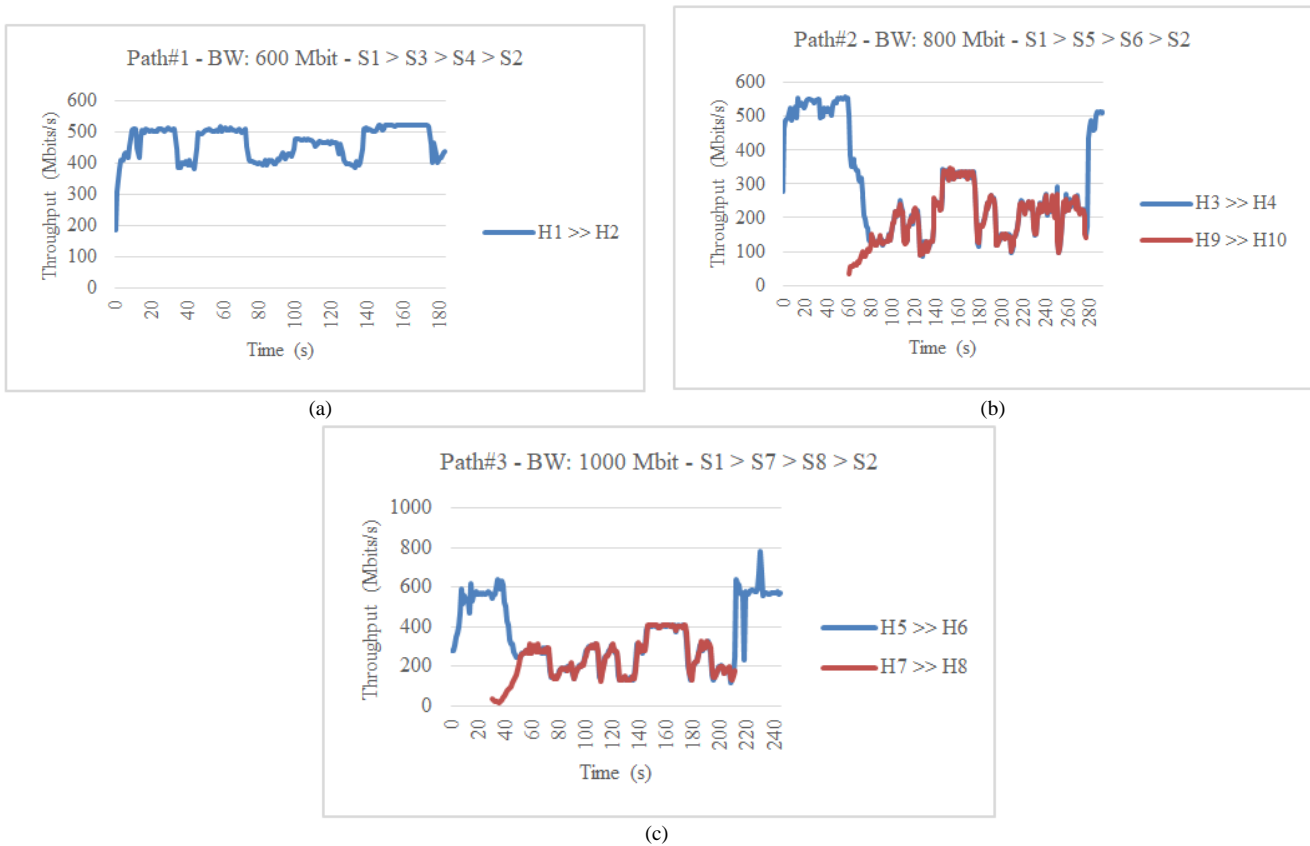 Path#1 - BW: 600 Mbit - S1 > S3 > S4 > S2
600
500
400
300
200
100
0
Throughput (Mbits/s)
0 20 40 60 80 100 120 140 160 180
Time (s)
H1 >> H2
(a)
Path#2 - BW: 800 Mbit - S1 > S5 > S6 > S2
600
500
400
300
200
100
0
Throughput (Mbits/s)
0 20 40 60 80 100 120 140 160 180 200 220 240 260 280
Time (s)
H3 >> H4
H9 >> H10
(b)
Path#3 - BW: 1000 Mbit - S1 > S7 > S8 > S2
1000
800
600
400
200
0
Throughput (Mbits/s)
0 20 40 60 80 100 120 140 160 180 200 220 240
Time (s)
H5 >> H6
H7 >> H8
(c)